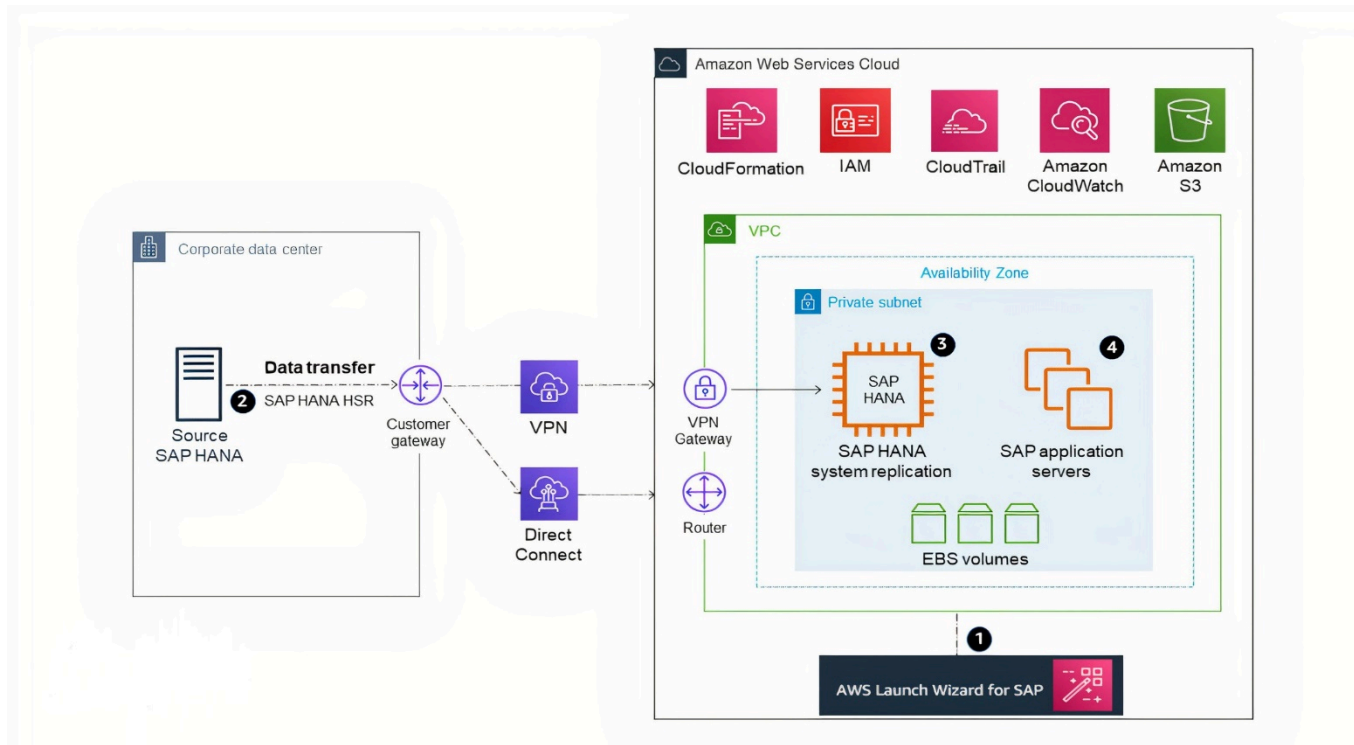 Amazon Web Services Cloud
CloudFormation
IAM
CloudTrail
Amazon
CloudWatch
Amazon
S3
VPC
Corporate data center
Availability Zone
Private subnet
3
4
Data transfer
SAP HANA HSR
2
Source
SAP HANA
Customer
gateway
VPN
VPN
Gateway
SAP
HANA
SAP HANA
system replication
SAP application
servers
Direct
Connect
Router
EBS volumes
1
AWS Launch Wizard for SAP